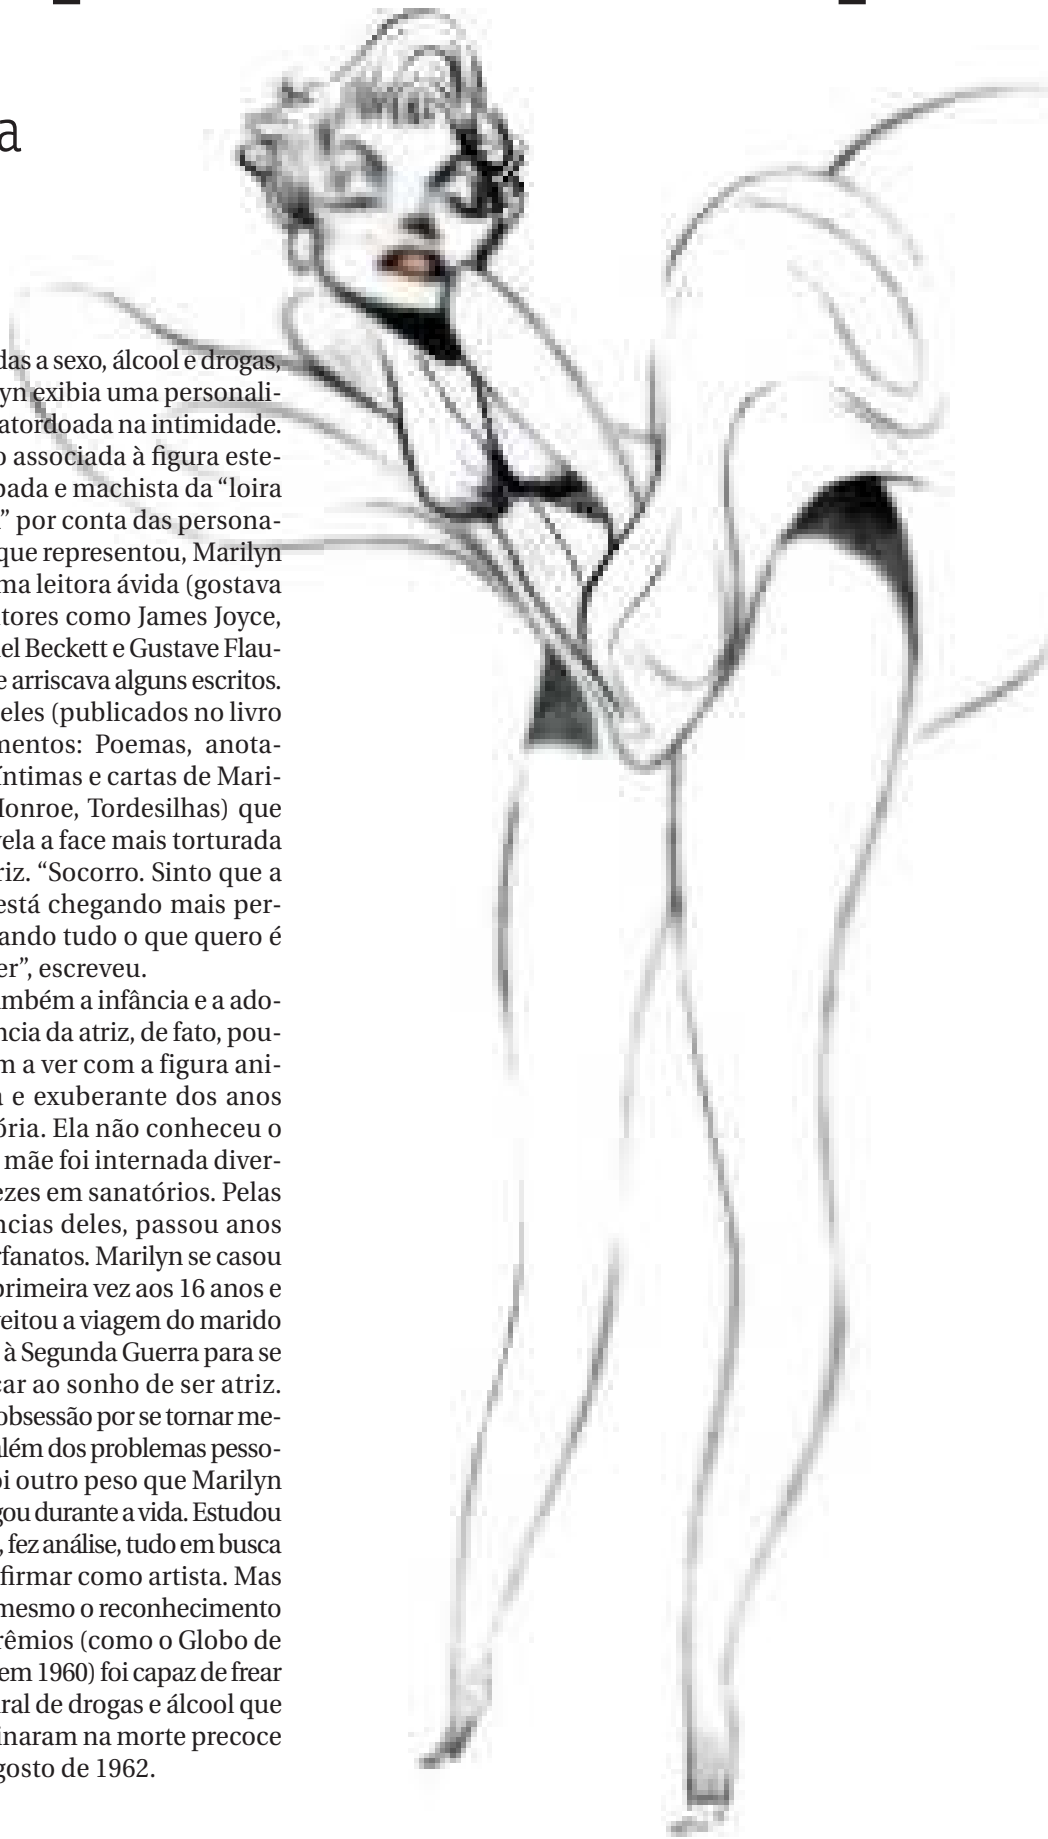 a
das a sexo, álcool e drogas,
yn exibia uma personali-
atordoada na intimidade.
o associada à figura este-
pada e machista da “loira
” por conta das persona-
que representou, Marilyn
ma leitora ávida (gostava
tores como James Joyce,
el Beckett e Gustave Flau-
e arriscava alguns escritos.
eles (publicados no livro
mentos: Poemas, anota-
íntimas e cartas de Mari-
onroe, Tordesilhas) que
ela a face mais torturada
riz. “Socorro. Sinto que a
está chegando mais per-
ando tudo o que quero é
er”, escreveu.
ambém a infância e a ado-
ncia da atriz, de fato, pou-
m a ver com a figura ani-
a e exuberante dos anos
ória. Ela não conheceu o
mãe foi internada diver-
ezes em sanatórios. Pelas
ncias deles, passou anos
rfanatos. Marilyn se casou
primeira vez aos 16 anos e
eitou a viagem do marido
à Segunda Guerra para se
car ao sonho de ser atriz.
obsessão por se tornar me-
além dos problemas pesso-
oi outro peso que Marilyn
gou durante a vida. Estudou
, fez análise, tudo em busca
firmar como artista. Mas
mesmo o reconhecimento
rêmios (como o Globo de
em 1960) foi capaz de frear
ral de drogas e álcool que
inaram na morte precoce
gosto de 1962.